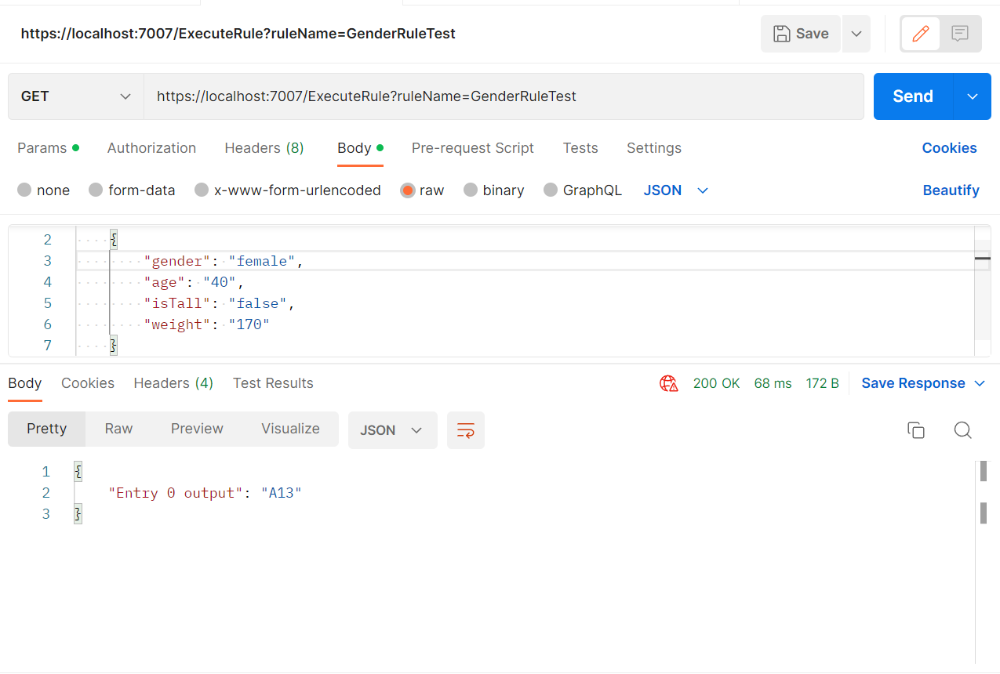 https://localhost:7007/ExecuteRule?ruleName=GenderRuleTest Save
GET https://localhost:7007/ExecuteRule?ruleName=GenderRuleTest Send
Params Authorization Headers (8) Body Pre-request Script Tests Settings Cookies
none form-data x-www-form-urlencoded raw binary GraphQL JSON Beautify
2 {
3 "gender": "female",
4 "age": "40",
5 "isTall": "false",
6 "weight": "170"
7 }
Body Cookies Headers (4) Test Results 200 OK 68 ms 172 B Save Response
Pretty Raw Preview Visualize JSON
1 {
2 "Entry 0 output": "A13"
3 }